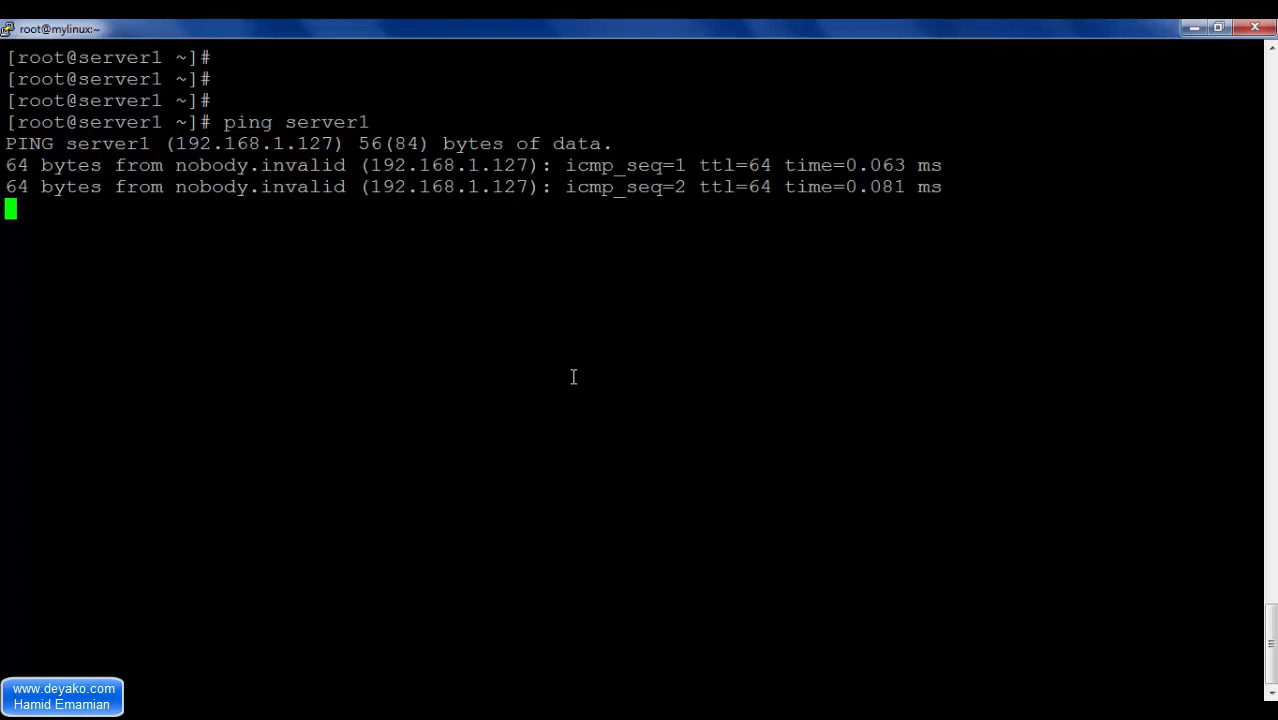 root@mylinux:~
[root@server1 ~]#
[root@server1 ~]#
[root@server1 ~]#
[root@server1 ~]# ping server1
PING server1 (192.168.1.127) 56(84) bytes of data.
64 bytes from nobody.invalid (192.168.1.127): icmp_seq=1 ttl=64 time=0.063 ms
64 bytes from nobody.invalid (192.168.1.127): icmp_seq=2 ttl=64 time=0.081 ms
www.deyako.com
Hamid Emamian